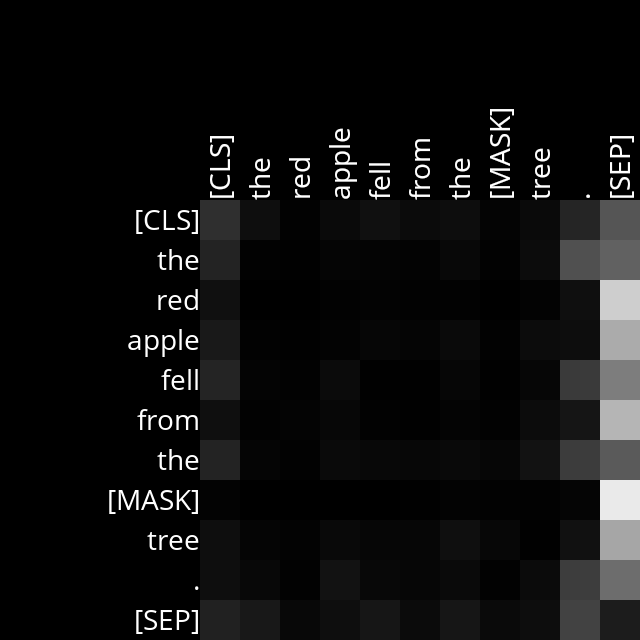 [CLS] the red apple fell from the [MASK] tree . [SEP]
[CLS]
the
red
apple
fell
from
the
[MASK]
tree
.
[SEP]